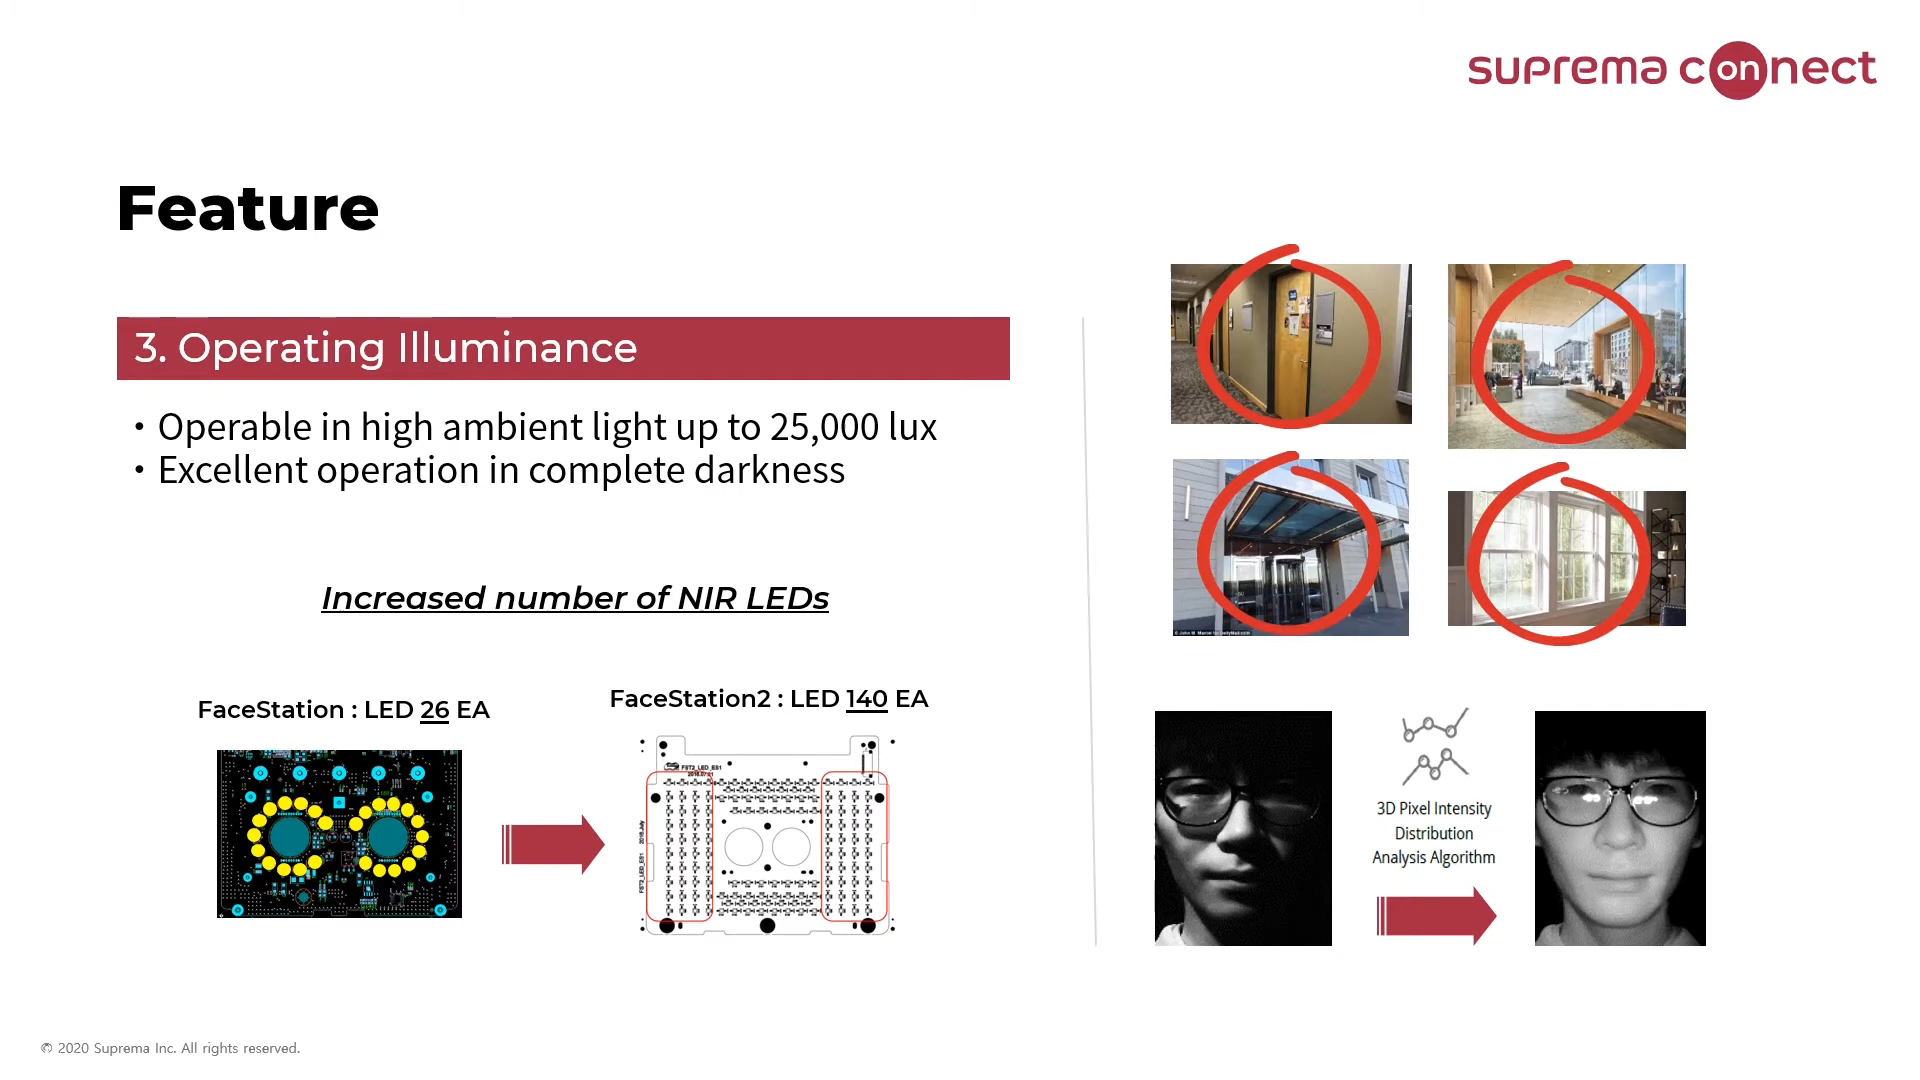 suprema connect
Feature
3. Operating Illuminance
• Operable in high ambient light up to 25,000 lux
• Excellent operation in complete darkness
Increased number of NIR LEDs
FaceStation : LED 26 EA
FaceStation2 : LED 140 EA
FST2_LED_ES1
3D Pixel Intensity
Distribution
Analysis Algorithm
© 2020 Suprema Inc. All rights reserved.